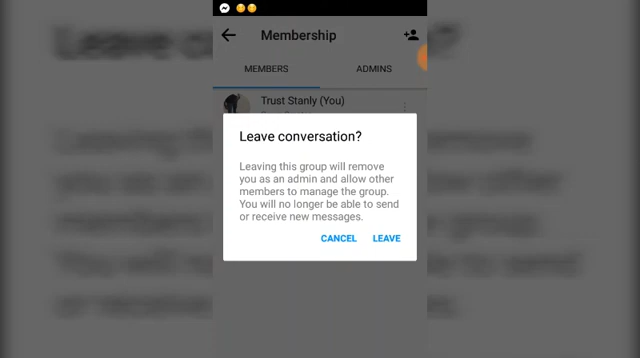 Membership
MEMBERS
ADMINS
Trust Stanly (You)
Leave conversation?
Leaving this group will remove
you as an admin and allow other
members to manage the group.
You will no longer be able to send
or receive new messages.
CANCEL
LEAVE